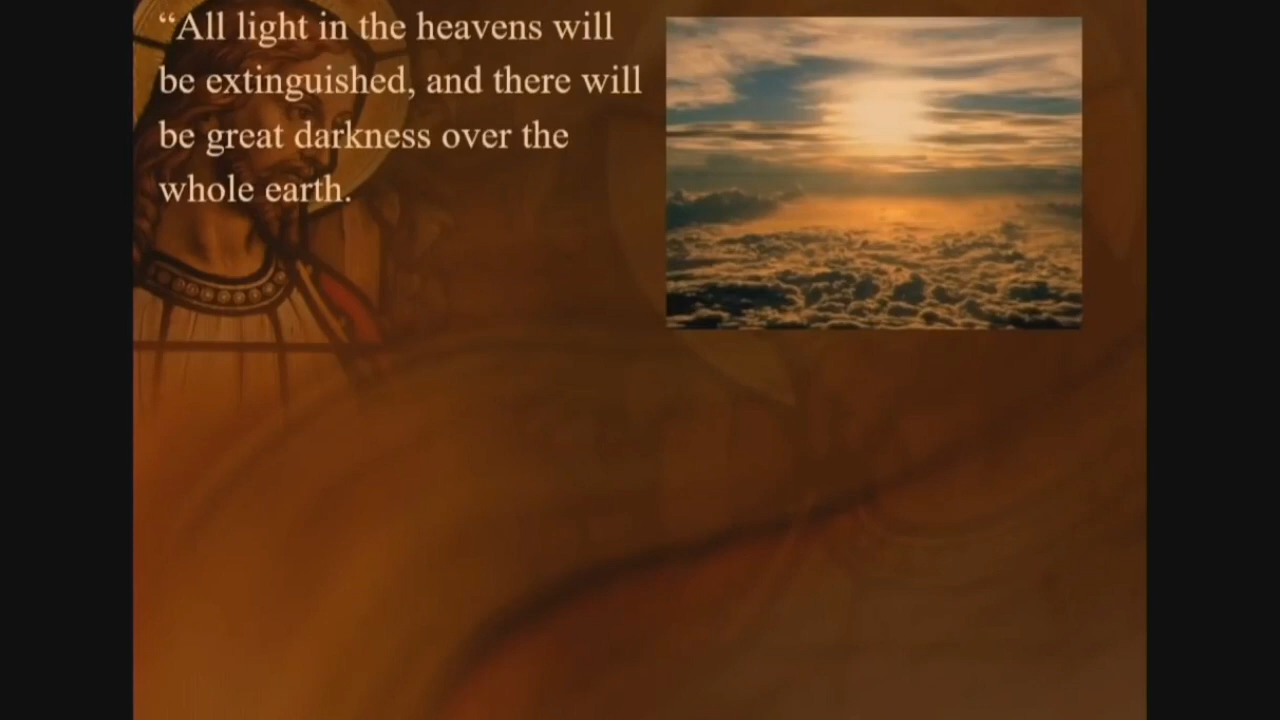 “All light in the heavens will
be extinguished, and there will
be great darkness over the
whole earth.